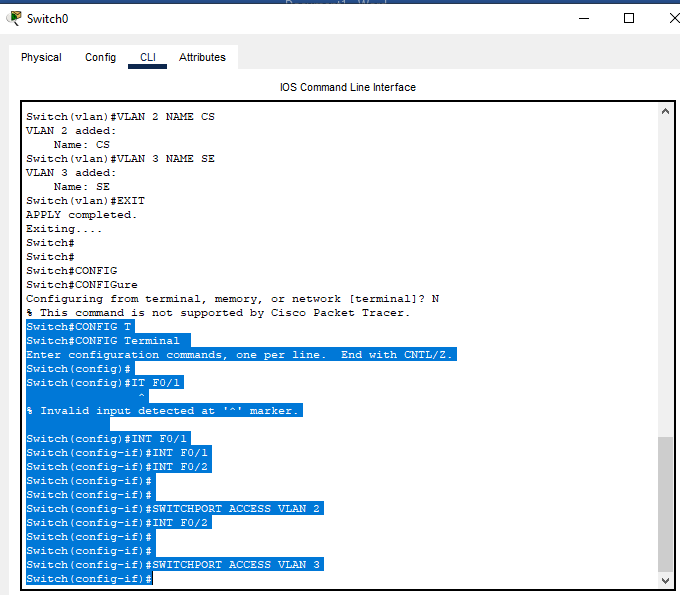 Switch0
Physical Config CLI Attributes
IOS Command Line Interface
Switch(vlan)#VLAN 2 NAME CS
VLAN 2 added:
    Name: CS
Switch(vlan)#VLAN 3 NAME SE
VLAN 3 added:
    Name: SE
Switch(vlan)#EXIT
APPLY completed.
Exiting....
Switch#
Switch#
Switch#CONFIG
Switch#CONFIGure
Configuring from terminal, memory, or network [terminal]? N
% This command is not supported by Cisco Packet Tracer.
Switch#CONFIG T
Switch#CONFIG Terminal
Enter configuration commands, one per line.  End with CNTL/Z.
Switch(config)#
Switch(config)#IT F0/1
                ^
% Invalid input detected at '^' marker.
Switch(config)#INT F0/1
Switch(config-if)#INT F0/1
Switch(config-if)#INT F0/2
Switch(config-if)#
Switch(config-if)#
Switch(config-if)#SWITCHPORT ACCESS VLAN 2
Switch(config-if)#INT F0/2
Switch(config-if)#
Switch(config-if)#
Switch(config-if)#SWITCHPORT ACCESS VLAN 3
Switch(config-if)#